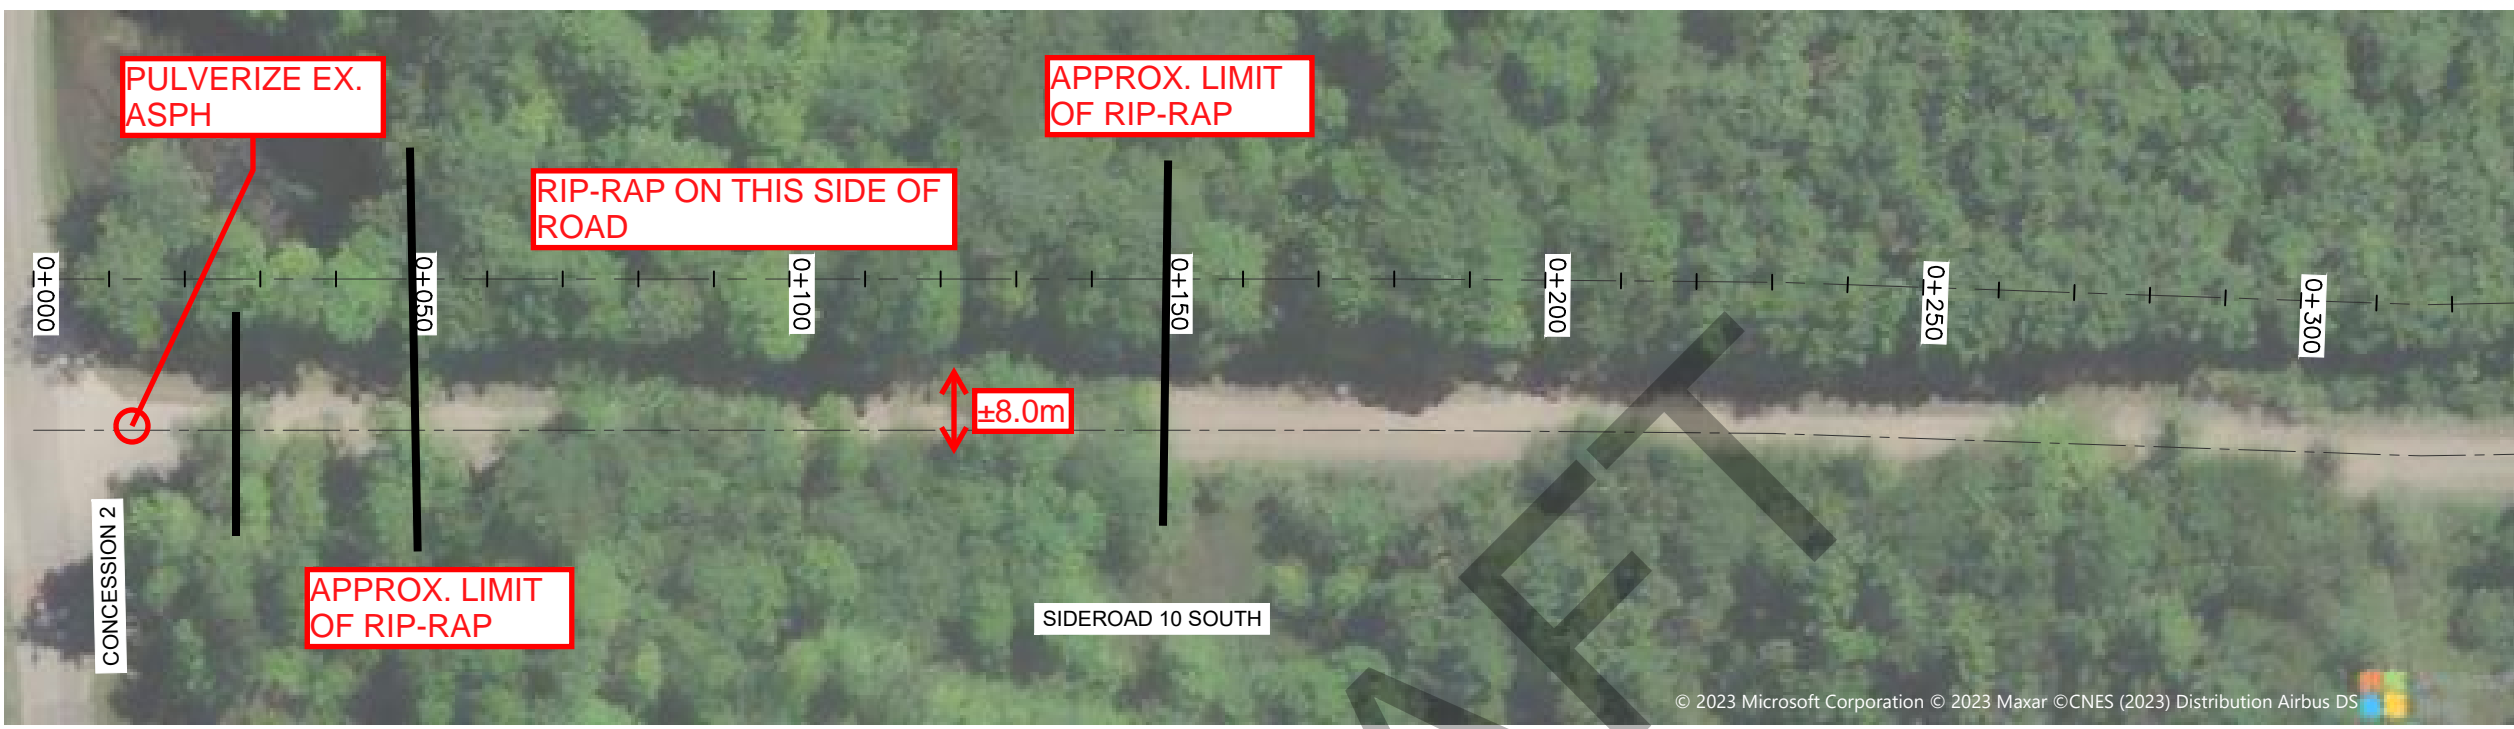 PULVERIZE EX.
ASPH
APPROX. LIMIT
OF RIP-RAP
RIP-RAP ON THIS SIDE OF
ROAD
0+000
0+050
0+100
0+150
0+200
0+250
0+300
±8.0m
CONCESSION 2
APPROX. LIMIT
OF RIP-RAP
SIDEROAD 10 SOUTH
© 2023 Microsoft Corporation © 2023 Maxar ©CNES (2023) Distribution Airbus DS